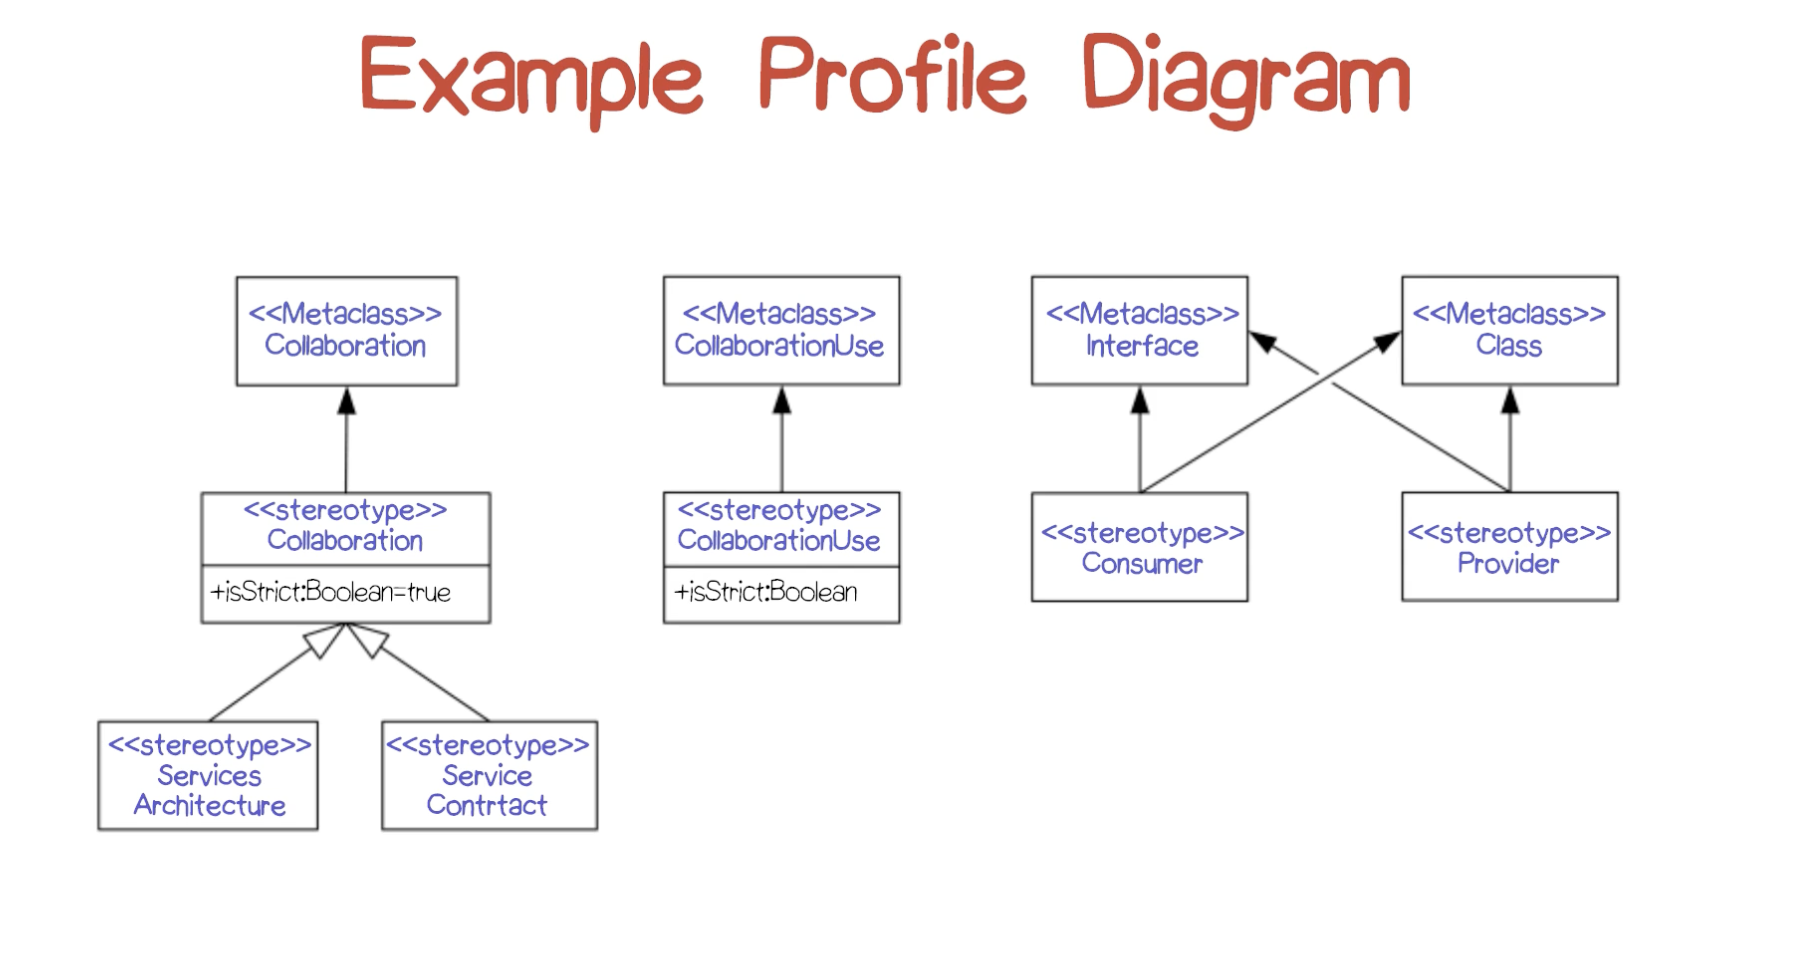 Example Profile Diagram
<<Metaclass>>
Collaboration
<<Metaclass>>
CollaborationUse
<<Metaclass>>
Interface
<<Metaclass>>
Class
<<stereotype>>
Collaboration
+isStrict:Boolean=true
<<stereotype>>
CollaborationUse
+isStrict:Boolean
<<stereotype>>
Consumer
<<stereotype>>
Provider
<<stereotype>>
Services
Architecture
<<stereotype>>
Service
Contrtact